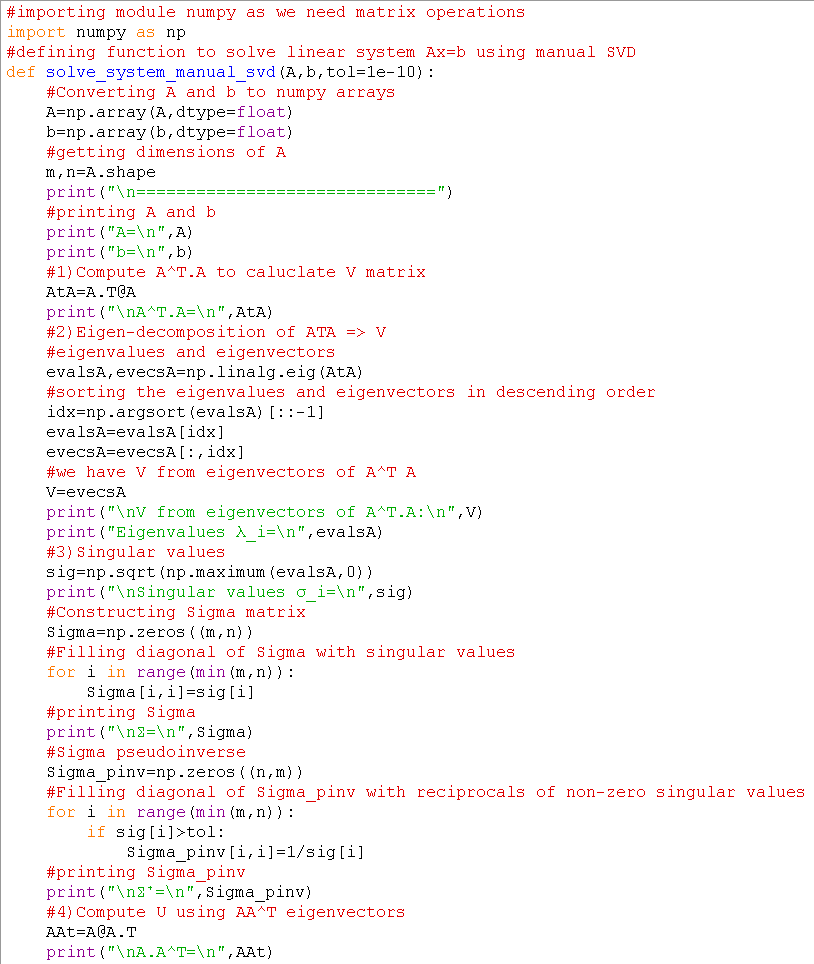 #importing module numpy as we need matrix operations
import numpy as np
#defining function to solve linear system Ax=b using manual SVD
def solve_system_manual_svd(A,b,tol=1e-10):
    #Converting A and b to numpy arrays
    A=np.array(A,dtype=float)
    b=np.array(b,dtype=float)
    #getting dimensions of A
    m,n=A.shape
    print("\n==============================")
    #printing A and b
    print("A=\n",A)
    print("b=\n",b)
    #1)Compute A^T.A to caluclate V matrix
    AtA=A.T@A
    print("\nA^T.A=\n",AtA)
    #2)Eigen-decomposition of ATA => V
    #eigenvalues and eigenvectors
    evalsA,evecsA=np.linalg.eig(AtA)
    #sorting the eigenvalues and eigenvectors in descending order
    idx=np.argsort(evalsA)[::-1]
    evalsA=evalsA[idx]
    evecsA=evecsA[:,idx]
    #we have V from eigenvectors of A^T A
    V=evecsA
    print("\nV from eigenvectors of A^T.A:\n",V)
    print("Eigenvalues λ_i=\n",evalsA)
    #3)Singular values
    sig=np.sqrt(np.maximum(evalsA,0))
    print("\nSingular values σ_i=\n",sig)
    #Constructing Sigma matrix
    Sigma=np.zeros((m,n))
    #Filling diagonal of Sigma with singular values
    for i in range(min(m,n)):
        Sigma[i,i]=sig[i]
    #printing Sigma
    print("\nΣ=\n",Sigma)
    #Sigma pseudoinverse
    Sigma_pinv=np.zeros((n,m))
    #Filling diagonal of Sigma_pinv with reciprocals of non-zero singular values
    for i in range(min(m,n)):
        if sig[i]>tol:
            Sigma_pinv[i,i]=1/sig[i]
    #printing Sigma_pinv
    print("\nΣ⁺=\n",Sigma_pinv)
    #4)Compute U using AA^T eigenvectors
    AAt=A@A.T
    print("\nA.A^T=\n",AAt)